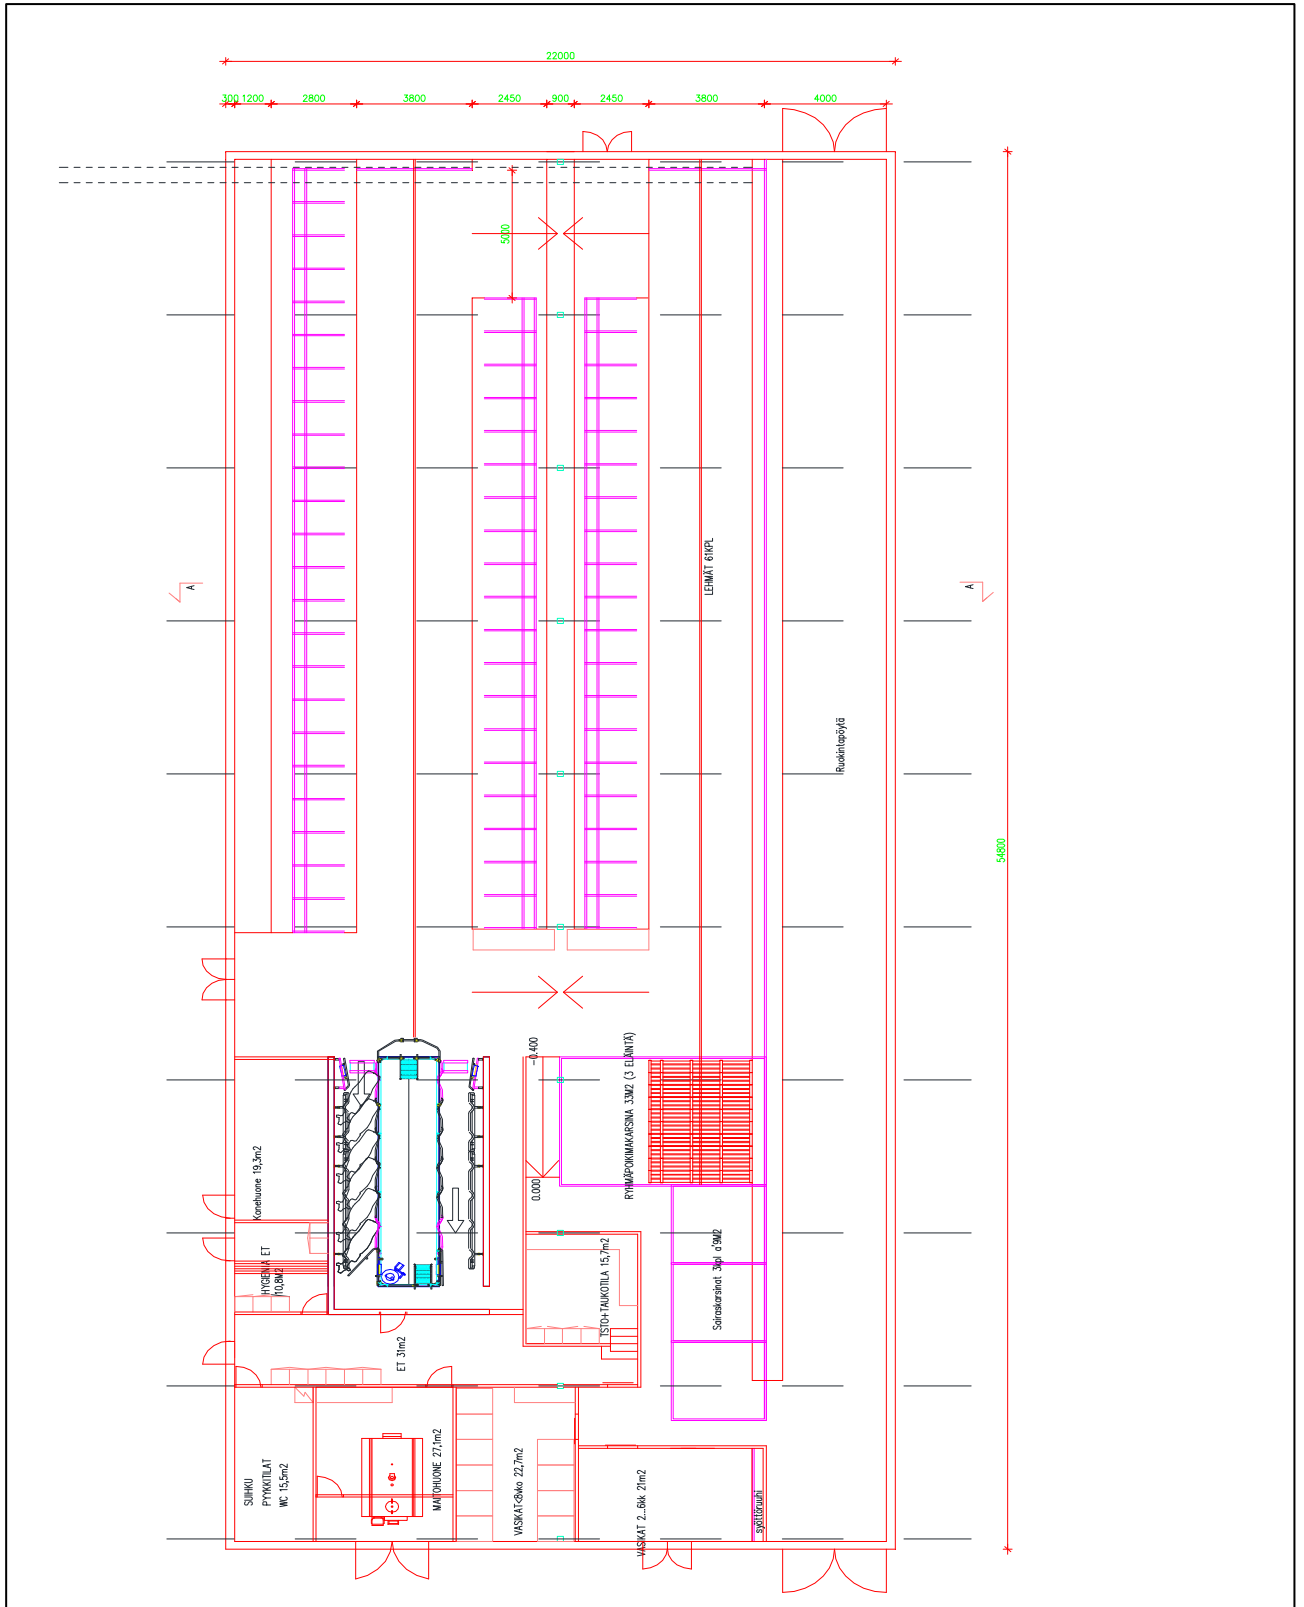 22000
300 1200 2800 3800 2450 900 2450 3800 4000
5000
LEHMÄT 61KPL
A
A
Ruokintapöytä
54800
-0.400
0.000
RYHMÄPOIKIMAKARSINA 33M2 (3 ELÄINTÄ)
Konehuone 19,3m2
HYGIENIA ET
10,8M2
TSTO+TAUKOTILA 15,7m2
Sairaskarsinat 3kpl a'9M2
ET 31m2
SUIHKU
PYYKKITILAT
WC 15,5m2
MAITOHUONE 27,1m2
VASIKAT<8vko 22,7m2
VASIKAT 2...6kk 21m2
syöttöruuhi